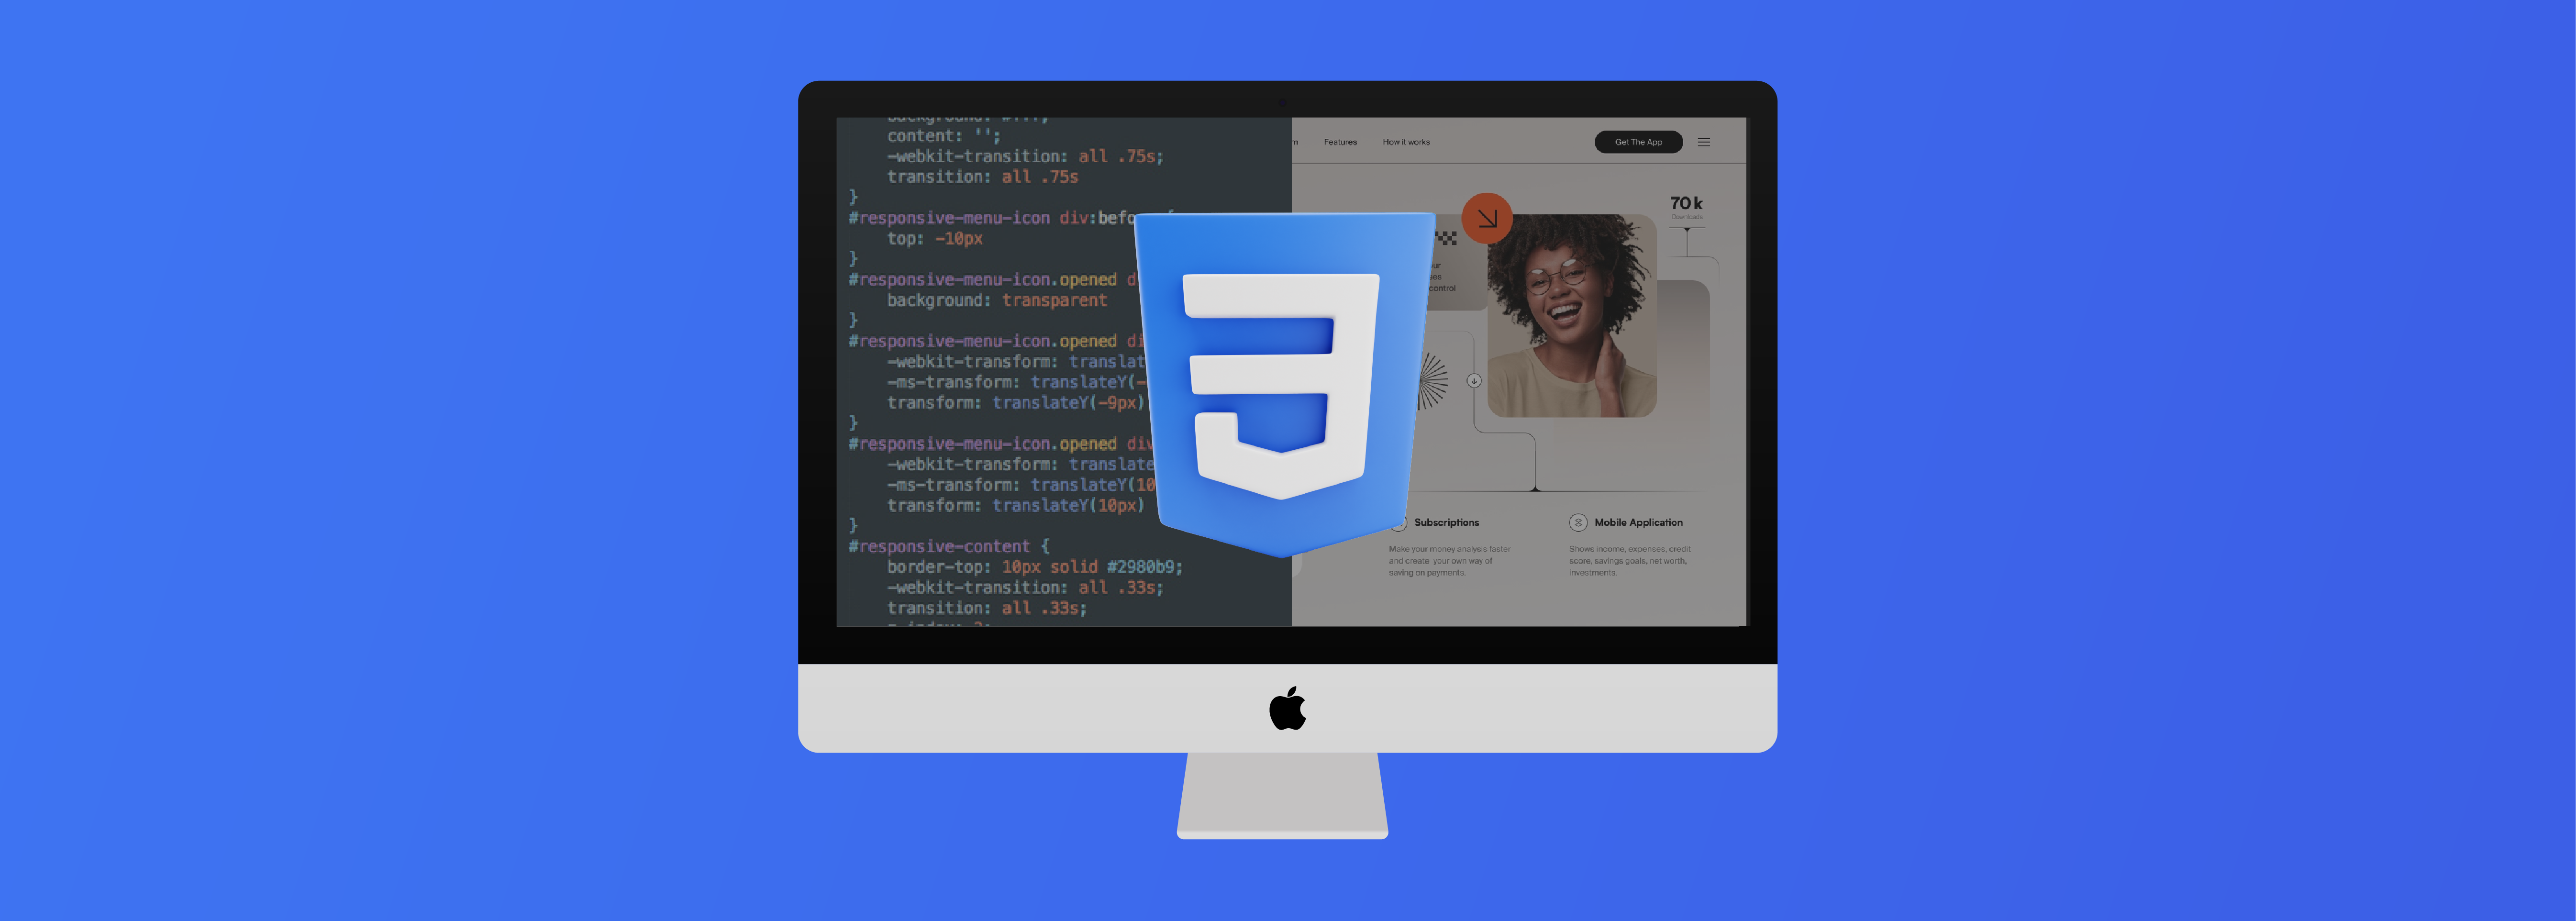 content: '';
-webkit-transition: all .75s;
transition: all .75s
}
#responsive-menu-icon div:befo
top: -10px
}
#responsive-menu-icon.opened
background: transparent
}
#responsive-menu-icon.opened
-webkit-transform:
-ms-transform: translateY(-
transform: translateY(-9px)
}
#responsive-menu-icon.opened
-webkit-transform: translate
-ms-transform: translateY(10
transform: translateY(10px)
}
#responsive-content {
border-top: 10px solid #2980b9;
-webkit-transition: all .33s;
transition: all .33s;
Features
How it works
Get The App
70k
Downloads
control
Subscriptions
Make your money analysis faster
and create your own way of
saving on payments.
Mobile Application
Shows income, expenses, credit
score, savings goals, net worth,
investments.